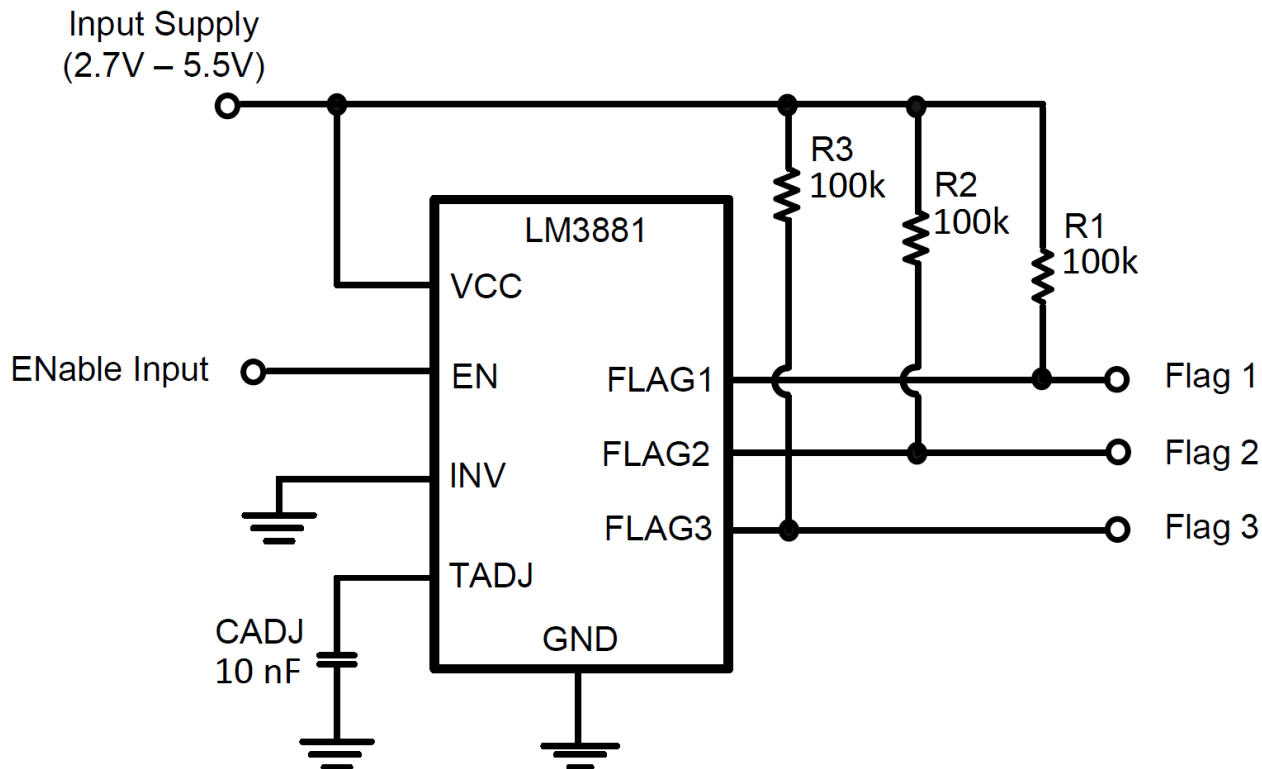 Input Supply
(2.7V – 5.5V)
R3
100k
R2
100k
R1
100k
LM3881
VCC
ENable Input
EN
FLAG1
Flag 1
FLAG2
Flag 2
INV
FLAG3
Flag 3
TADJ
CADJ
10 nF
GND